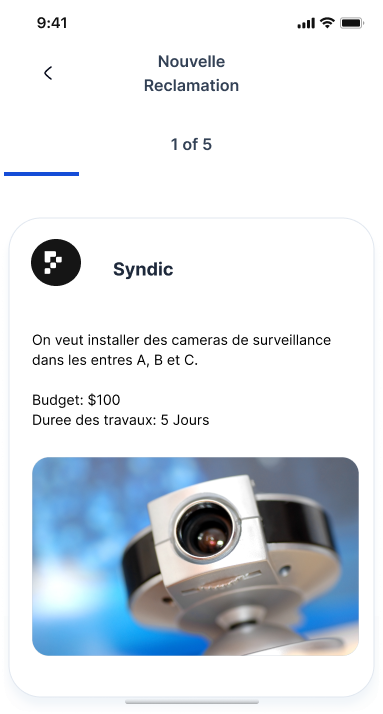 9:41
Nouvelle
Reclamation
1 of 5
Syndic
On veut installer des cameras de surveillance
dans les entres A, B et C.
Budget: $100
Duree des travaux: 5 Jours